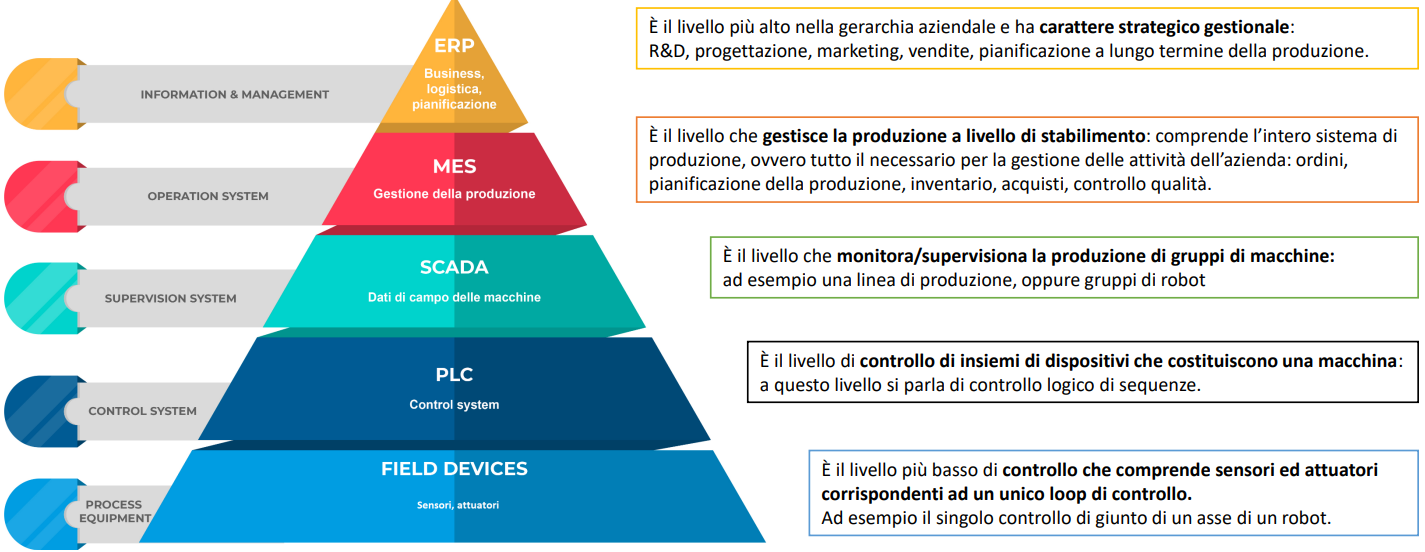 ERP
Business,
logistica,
pianificazione
INFORMATION & MANAGEMENT
È il livello più alto nella gerarchia aziendale e ha carattere strategico gestionale:
R&D, progettazione, marketing, vendite, pianificazione a lungo termine della produzione.
MES
Gestione della produzione
OPERATION SYSTEM
È il livello che gestisce la produzione a livello di stabilimento: comprende l’intero sistema di
produzione, ovvero tutto il necessario per la gestione delle attività dell’azienda: ordini,
pianificazione della produzione, inventario, acquisti, controllo qualità.
SCADA
Dati di campo delle macchine
SUPERVISION SYSTEM
È il livello che monitora/supervisiona la produzione di gruppi di macchine:
ad esempio una linea di produzione, oppure gruppi di robot
PLC
Control system
CONTROL SYSTEM
È il livello di controllo di insiemi di dispositivi che costituiscono una macchina:
a questo livello si parla di controllo logico di sequenze.
FIELD DEVICES
Sensori, attuatori
PROCESS
EQUIPMENT
È il livello più basso di controllo che comprende sensori ed attuatori
corrispondenti ad un unico loop di controllo.
Ad esempio il singolo controllo di giunto di un asse di un robot.